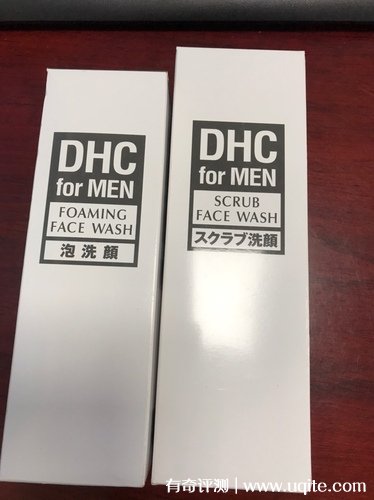 DHC
for MEN
FOAMING
FACE WASH
泡洗顔
DHC
for MEN
SCRUB
FACE WASH
スクラブ洗顔
有奇评测 | www.uqite.com